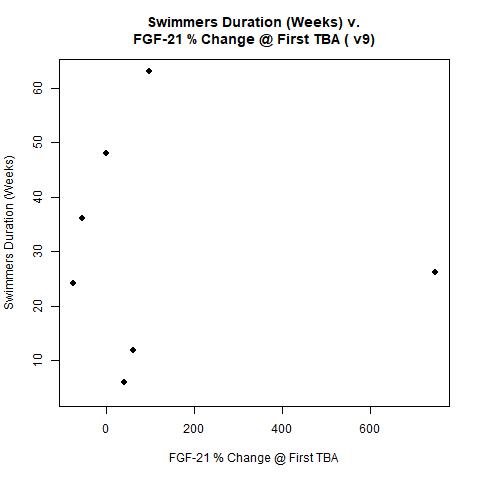 Swimmers Duration (Weeks) v.
FGF-21 % Change @ First TBA ( v9)
Swimmers Duration (Weeks)
60
50
40
30
20
10
0 200 400 600
FGF-21 % Change @ First TBA